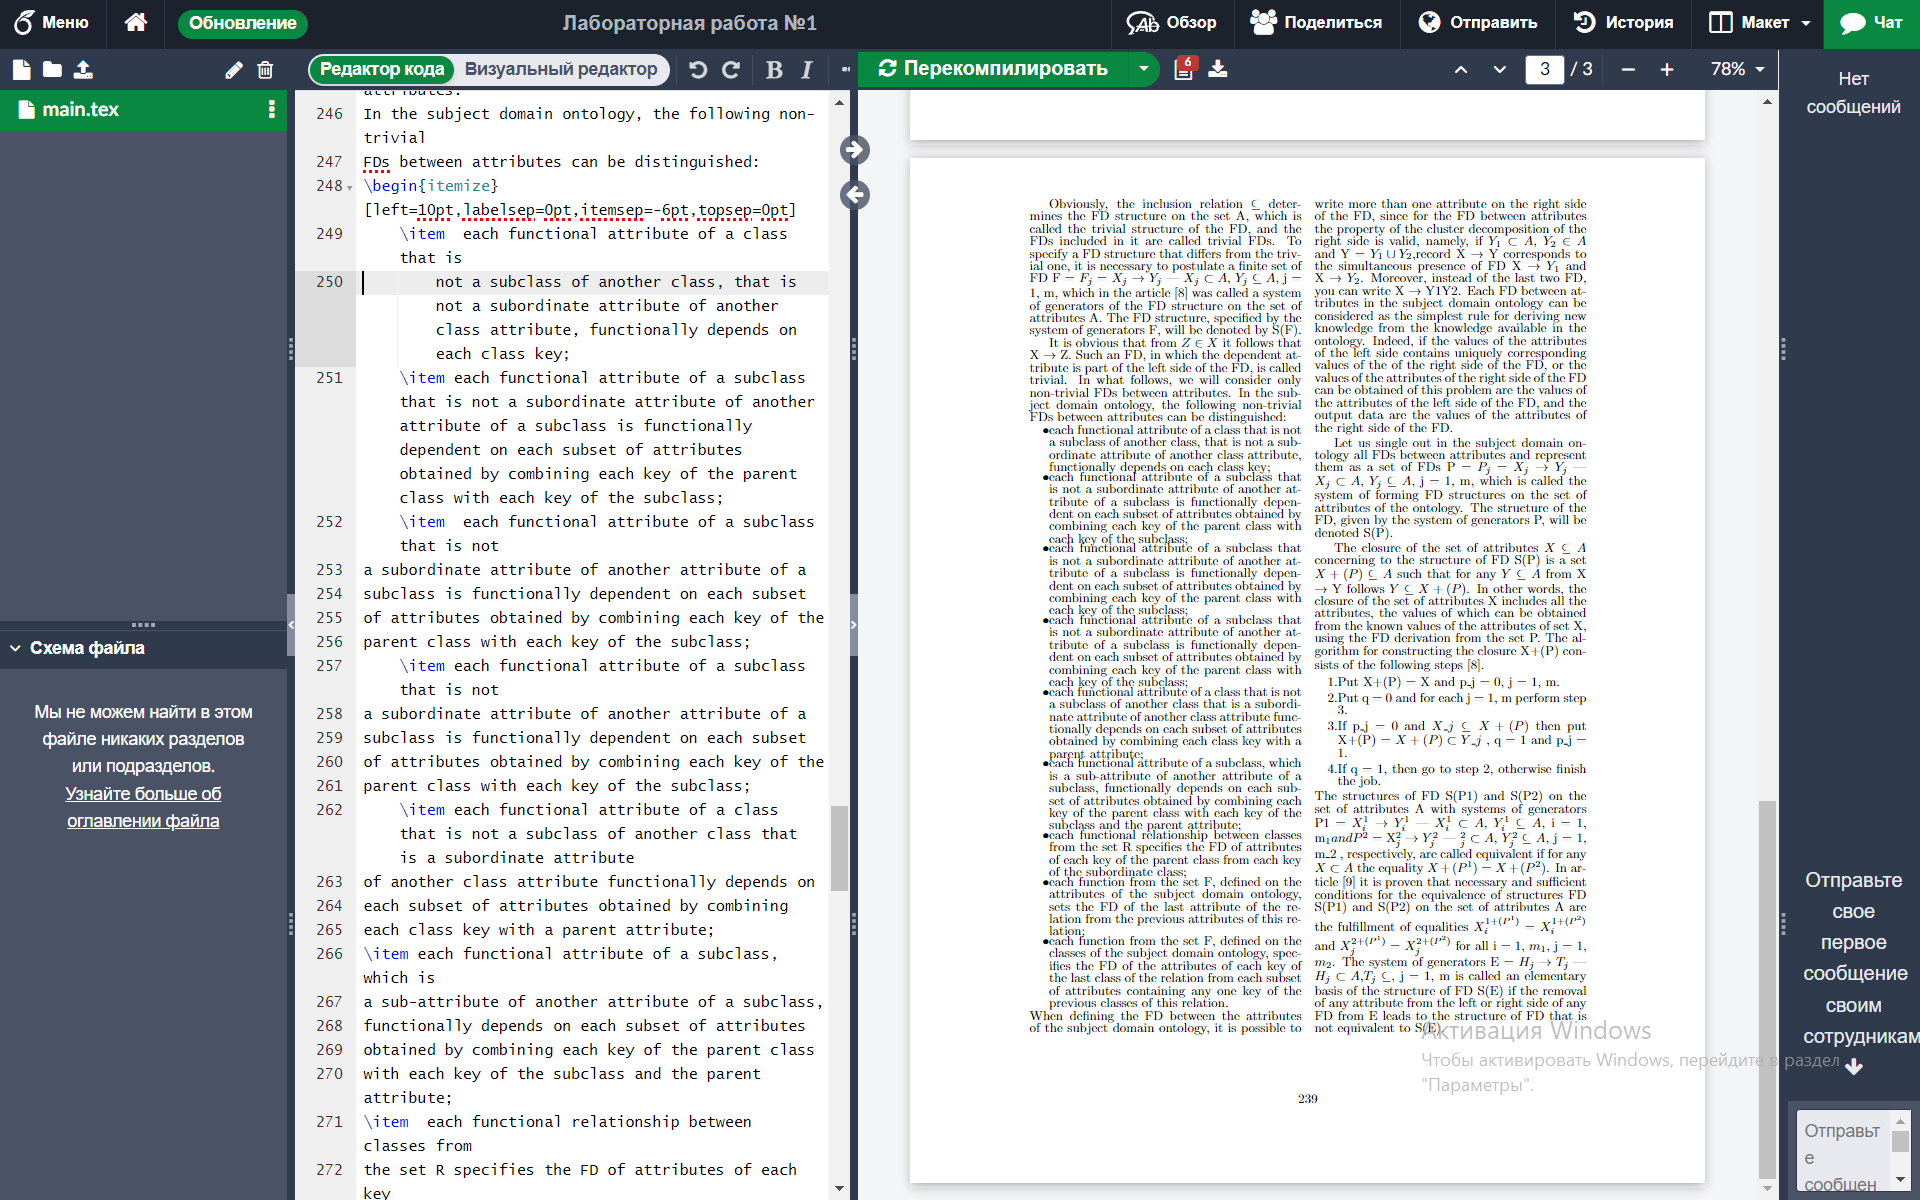 Меню
Обновление
Лабораторная работа №1
Обзор
Поделиться
Отправить
История
Макет
Чат
Редактор кода
Визуальный редактор
B I
Перекомпилировать
6
3 / 3
78%
main.tex
Схема файла
Мы не можем найти в этом
файле никаких разделов
или подразделов.
Узнайте больше об
оглавлении файла
attributes.
246 In the subject domain ontology, the following non-
trivial
247 FDs between attributes can be distinguished:
248 \begin{itemize}
[left=10pt,labelsep=0pt,itemsep=-6pt,topsep=0pt]
249 \item  each functional attribute of a class
that is
250 not a subclass of another class, that is
not a subordinate attribute of another
class attribute, functionally depends on
each class key;
251 \item each functional attribute of a subclass
that is not a subordinate attribute of another
attribute of a subclass is functionally
dependent on each subset of attributes
obtained by combining each key of the parent
class with each key of the subclass;
252 \item  each functional attribute of a subclass
that is not
253 a subordinate attribute of another attribute of a
254 subclass is functionally dependent on each subset
255 of attributes obtained by combining each key of the
256 parent class with each key of the subclass;
257 \item each functional attribute of a subclass
that is not
258 a subordinate attribute of another attribute of a
259 subclass is functionally dependent on each subset
260 of attributes obtained by combining each key of the
261 parent class with each key of the subclass;
262 \item each functional attribute of a class
that is not a subclass of another class that
is a subordinate attribute
263 of another class attribute functionally depends on
264 each subset of attributes obtained by combining
265 each class key with a parent attribute;
266 \item each functional attribute of a subclass,
which is
267 a sub-attribute of another attribute of a subclass,
268 functionally depends on each subset of attributes
269 obtained by combining each key of the parent class
270 with each key of the subclass and the parent
attribute;
271 \item  each functional relationship between
classes from
272 the set R specifies the FD of attributes of each
key
Obviously, the inclusion relation ⊆ deter-
mines the FD structure on the set A, which is
called the trivial structure of the FD, and the
FDs included in it are called trivial FDs. To
specify a FD structure that differs from the triv-
ial one, it is necessary to postulate a finite set of
FD F = Fj = Xj → Yj — Xj ⊂ A, Yj ⊆ A, j =
1, m, which in the article [8] was called a system
of generators of the FD structure on the set of
attributes A. The FD structure, specified by the
system of generators F, will be denoted by S(F).
It is obvious that from Z ∈ X it follows that
X → Z. Such an FD, in which the dependent at-
tribute is part of the left side of the FD, is called
trivial. In what follows, we will consider only
non-trivial FDs between attributes. In the sub-
ject domain ontology, the following non-trivial
FDs between attributes can be distinguished:
•each functional attribute of a class that is not
a subclass of another class, that is not a sub-
ordinate attribute of another class attribute,
functionally depends on each class key;
•each functional attribute of a subclass that
is not a subordinate attribute of another at-
tribute of a subclass is functionally depen-
dent on each subset of attributes obtained by
combining each key of the parent class with
each key of the subclass;
•each functional attribute of a subclass that
is not a subordinate attribute of another at-
tribute of a subclass is functionally depen-
dent on each subset of attributes obtained by
combining each key of the parent class with
each key of the subclass;
•each functional attribute of a subclass that
is not a subordinate attribute of another at-
tribute of a subclass is functionally depen-
dent on each subset of attributes obtained by
combining each key of the parent class with
each key of the subclass;
•each functional attribute of a class that is not
a subclass of another class that is a subordi-
nate attribute of another class attribute func-
tionally depends on each subset of attributes
obtained by combining each class key with a
parent attribute;
•each functional attribute of a subclass, which
is a sub-attribute of another attribute of a
subclass, functionally depends on each sub-
set of attributes obtained by combining each
key of the parent class with each key of the
subclass and the parent attribute;
•each functional relationship between classes
from the set R specifies the FD of attributes
of each key of the parent class from each key
of the subordinate class;
•each function from the set F, defined on the
attributes of the subject domain ontology,
sets the FD of the last attribute of the re-
lation from the previous attributes of this re-
lation;
•each function from the set F, defined on the
classes of the subject domain ontology, spec-
ifies the FD of the attributes of each key of
the last class of the relation from each subset
of attributes containing any one key of the
previous classes of this relation.
When defining the FD between the attributes
of the subject domain ontology, it is possible to
write more than one attribute on the right side
of the FD, since for the FD between attributes
the property of the cluster decomposition of the
right side is valid, namely, if Y1 ⊂ A, Y2 ∈ A
and Y = Y1 ∪ Y2,record X → Y corresponds to
the simultaneous presence of FD X → Y1 and
X → Y2. Moreover, instead of the last two FD,
you can write X → Y1Y2. Each FD between at-
tributes in the subject domain ontology can be
considered as the simplest rule for deriving new
knowledge from the knowledge available in the
ontology. Indeed, if the values of the attributes
of the left side contains uniquely corresponding
values of the of the right side of the FD, or the
values of the attributes of the right side of the FD
can be obtained of this problem are the values of
the attributes of the left side of the FD, and the
output data are the values of the attributes of
the right side of the FD.
Let us single out in the subject domain on-
tology all FDs between attributes and represent
them as a set of FDs P = Pj = Xj → Yj —
Xj ⊂ A, Yj ⊆ A, j = 1, m, which is called the
system of forming FD structures on the set of
attributes of the ontology. The structure of the
FD, given by the system of generators P, will be
denoted S(P).
The closure of the set of attributes X ⊆ A
concerning to the structure of FD S(P) is a set
X + (P) ⊆ A such that for any Y ⊆ A from X
→ Y follows Y ⊆ X + (P). In other words, the
closure of the set of attributes X includes all the
attributes, the values of which can be obtained
from the known values of the attributes of set X,
using the FD derivation from the set P. The al-
gorithm for constructing the closure X+(P) con-
sists of the following steps [8].
1.Put X+(P) = X and p_j = 0, j = 1, m.
2.Put q = 0 and for each j = 1, m perform step
3.
3.If p_j = 0 and X_j ⊆ X + (P) then put
X+(P) = X + (P) ⊂ Y_j , q = 1 and p_j =
1.
4.If q = 1, then go to step 2, otherwise finish
the job.
The structures of FD S(P1) and S(P2) on the
set of attributes A with systems of generators
P1 = X^1_i → Y^1_i — X^1_i ⊂ A, Y^1_i ⊆ A, i = 1,
m1andP^2 = X^2_j → Y^2_j — ^2_j ⊂ A, Y^2_j ⊆ A, j = 1,
m_2 , respectively, are called equivalent if for any
X ⊂ A the equality X + (P^1) = X + (P^2). In ar-
ticle [9] it is proven that necessary and sufficient
conditions for the equivalence of structures FD
S(P1) and S(P2) on the set of attributes A are
the fulfillment of equalities X_i^{1+(P^1)} = X_i^{1+(P^2)}
and X_j^{2+(P^1)} = X_j^{2+(P^2)} for all i = 1, m1, j = 1,
m2. The system of generators E = Hj → Tj —
Hj ⊂ A,Tj ⊆, j = 1, m is called an elementary
basis of the structure of FD S(E) if the removal
of any attribute from the left or right side of any
FD from E leads to the structure of FD that is
not equivalent to S(E).
239
Активация Windows
Чтобы активировать Windows, перейдите в раздел
"Параметры".
Нет
сообщений
Отправьте
свое
первое
сообщение
своим
сотрудникам
Отправьт
е
сообщен